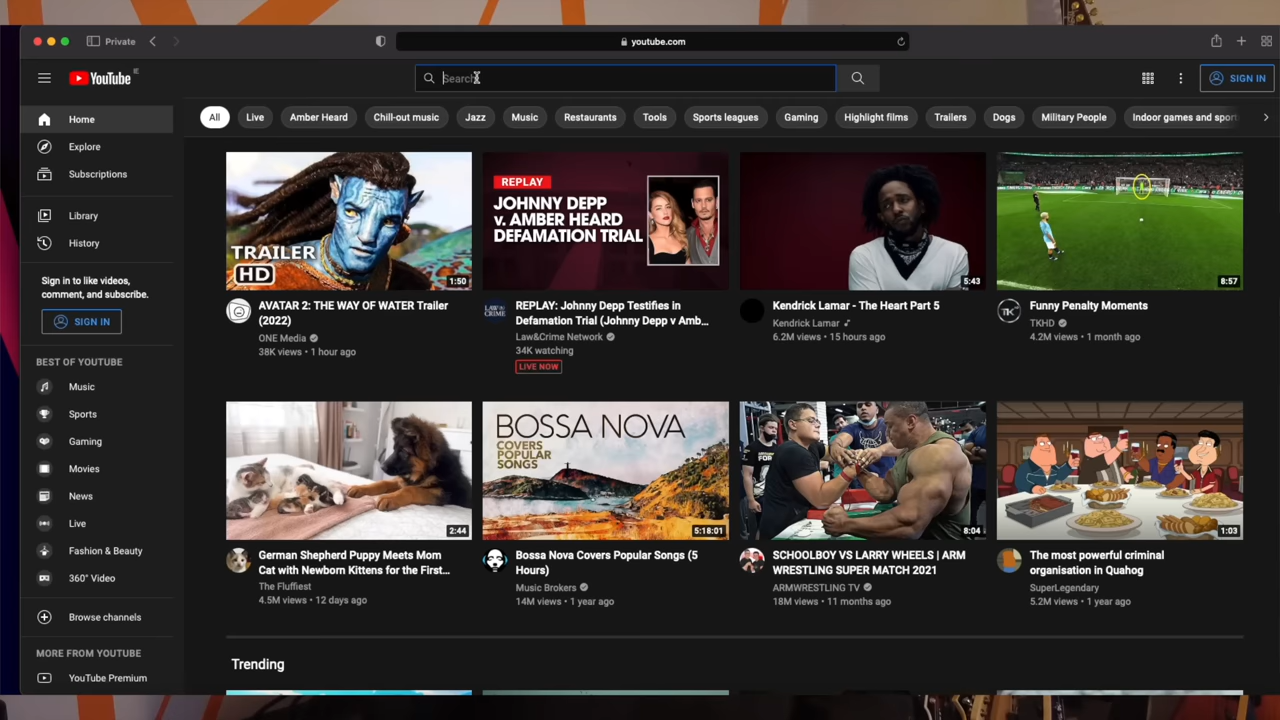 Private
youtube.com
YouTube IE
Search
SIGN IN
Home
Explore
Subscriptions
Library
History
Sign in to like videos,
comment, and subscribe.
SIGN IN
BEST OF YOUTUBE
Music
Sports
Gaming
Movies
News
Live
Fashion & Beauty
360° Video
Browse channels
MORE FROM YOUTUBE
YouTube Premium
All Live Amber Heard Chill-out music Jazz Music Restaurants Tools Sports leagues Gaming Highlight films Trailers Dogs Military People Indoor games and sport
TRAILER
HD
1:50
AVATAR 2: THE WAY OF WATER Trailer
(2022)
ONE Media
38K views • 1 hour ago
REPLAY
JOHNNY DEPP
V. AMBER HEARD
DEFAMATION TRIAL
LAW&
CRIME
REPLAY: Johnny Depp Testifies in
Defamation Trial (Johnny Depp v Amb...
Law&Crime Network
34K watching
LIVE NOW
5:43
Kendrick Lamar - The Heart Part 5
Kendrick Lamar
6.2M views • 15 hours ago
8:57
TK
Funny Penalty Moments
TKHD
4.2M views • 1 month ago
2:44
German Shepherd Puppy Meets Mom
Cat with Newborn Kittens for the First...
The Fluffiest
4.5M views • 12 days ago
BOSSA NOVA
COVERS
POPULAR
SONGS
5:18:01
Bossa Nova Covers Popular Songs (5
Hours)
Music Brokers
14M views • 1 year ago
8:04
SCHOOLBOY VS LARRY WHEELS | ARM
WRESTLING SUPER MATCH 2021
ARMWRESTLING TV
18M views • 11 months ago
1:03
The most powerful criminal
organisation in Quahog
SuperLegendary
5.2M views • 1 year ago
Trending